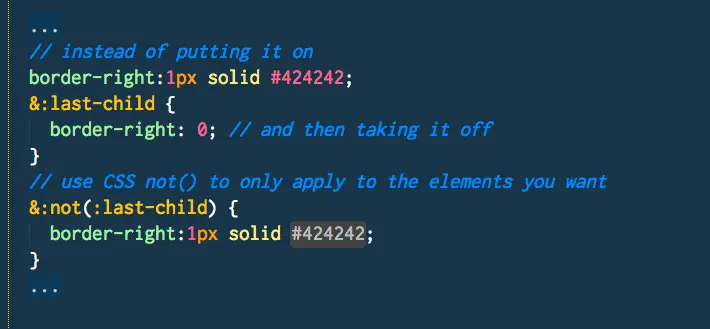 ...
// instead of putting it on
border-right:1px solid #424242;
&:last-child {
border-right: 0; // and then taking it off
}
// use CSS not() to only apply to the elements you want
&:not(:last-child) {
border-right:1px solid #424242;
}
...